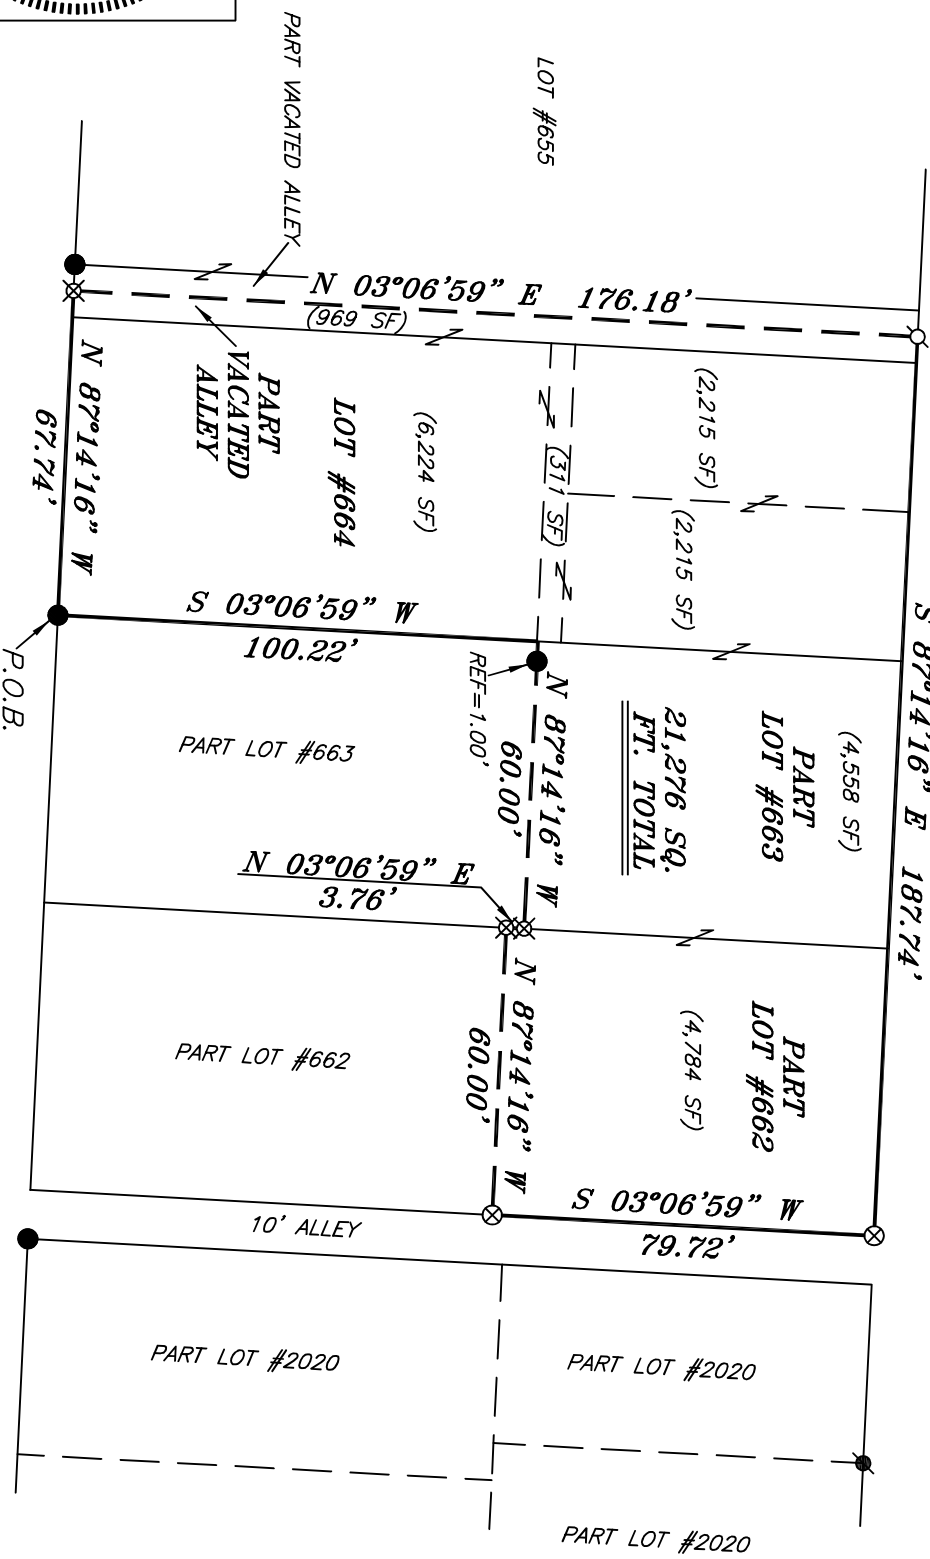 PART VACATED ALLEY
LOT #655
N 03°06'59" E 176.18'
(969 SF)
PART
VACATED
ALLEY
N 87°14'16" W
67.74'
LOT #664
(6,224 SF)
(311 SF)
(2,215 SF)
(2,215 SF)
S 87°14'16" E 187.74'
S 03°06'59" W
100.22'
P.O.B.
REF=1.00'
N 87°14'16" W
60.00'
21,276 SQ.
FT. TOTAL
PART
LOT #663
(4,558 SF)
PART LOT #663
N 03°06'59" E
3.76'
N 87°14'16" W
60.00'
PART
LOT #662
(4,784 SF)
PART LOT #662
S 03°06'59" W
79.72'
10' ALLEY
PART LOT #2020
PART LOT #2020
PART LOT #2020